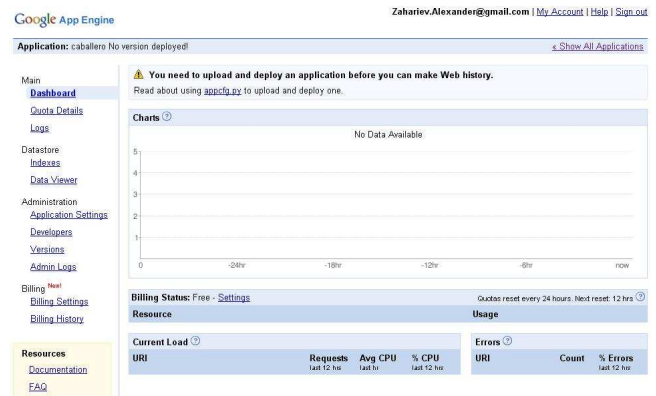 Google App Engine
Zahariev.Alexander@gmail.com | My Account | Help | Sign out
Application: caballero No version deployed!
« Show All Applications
Main
Dashboard
Quota Details
Logs
Datastore
Indexes
Data Viewer
Administration
Application Settings
Developers
Versions
Admin Logs
Billing New!
Billing Settings
Billing History
Resources
Documentation
FAQ
You need to upload and deploy an application before you can make Web history.
Read about using appcfg.py to upload and deploy one.
Charts ?
No Data Available
5
4
3
2
1
0 -24hr -18hr -12hr -6hr now
Billing Status: Free - Settings
Quotas reset every 24 hours. Next reset: 12 hrs ?
Resource Usage
Current Load ?
URI Requests Avg CPU % CPU
last 12 hrs last hr last 12 hrs
Errors ?
URI Count % Errors
last 12 hrs